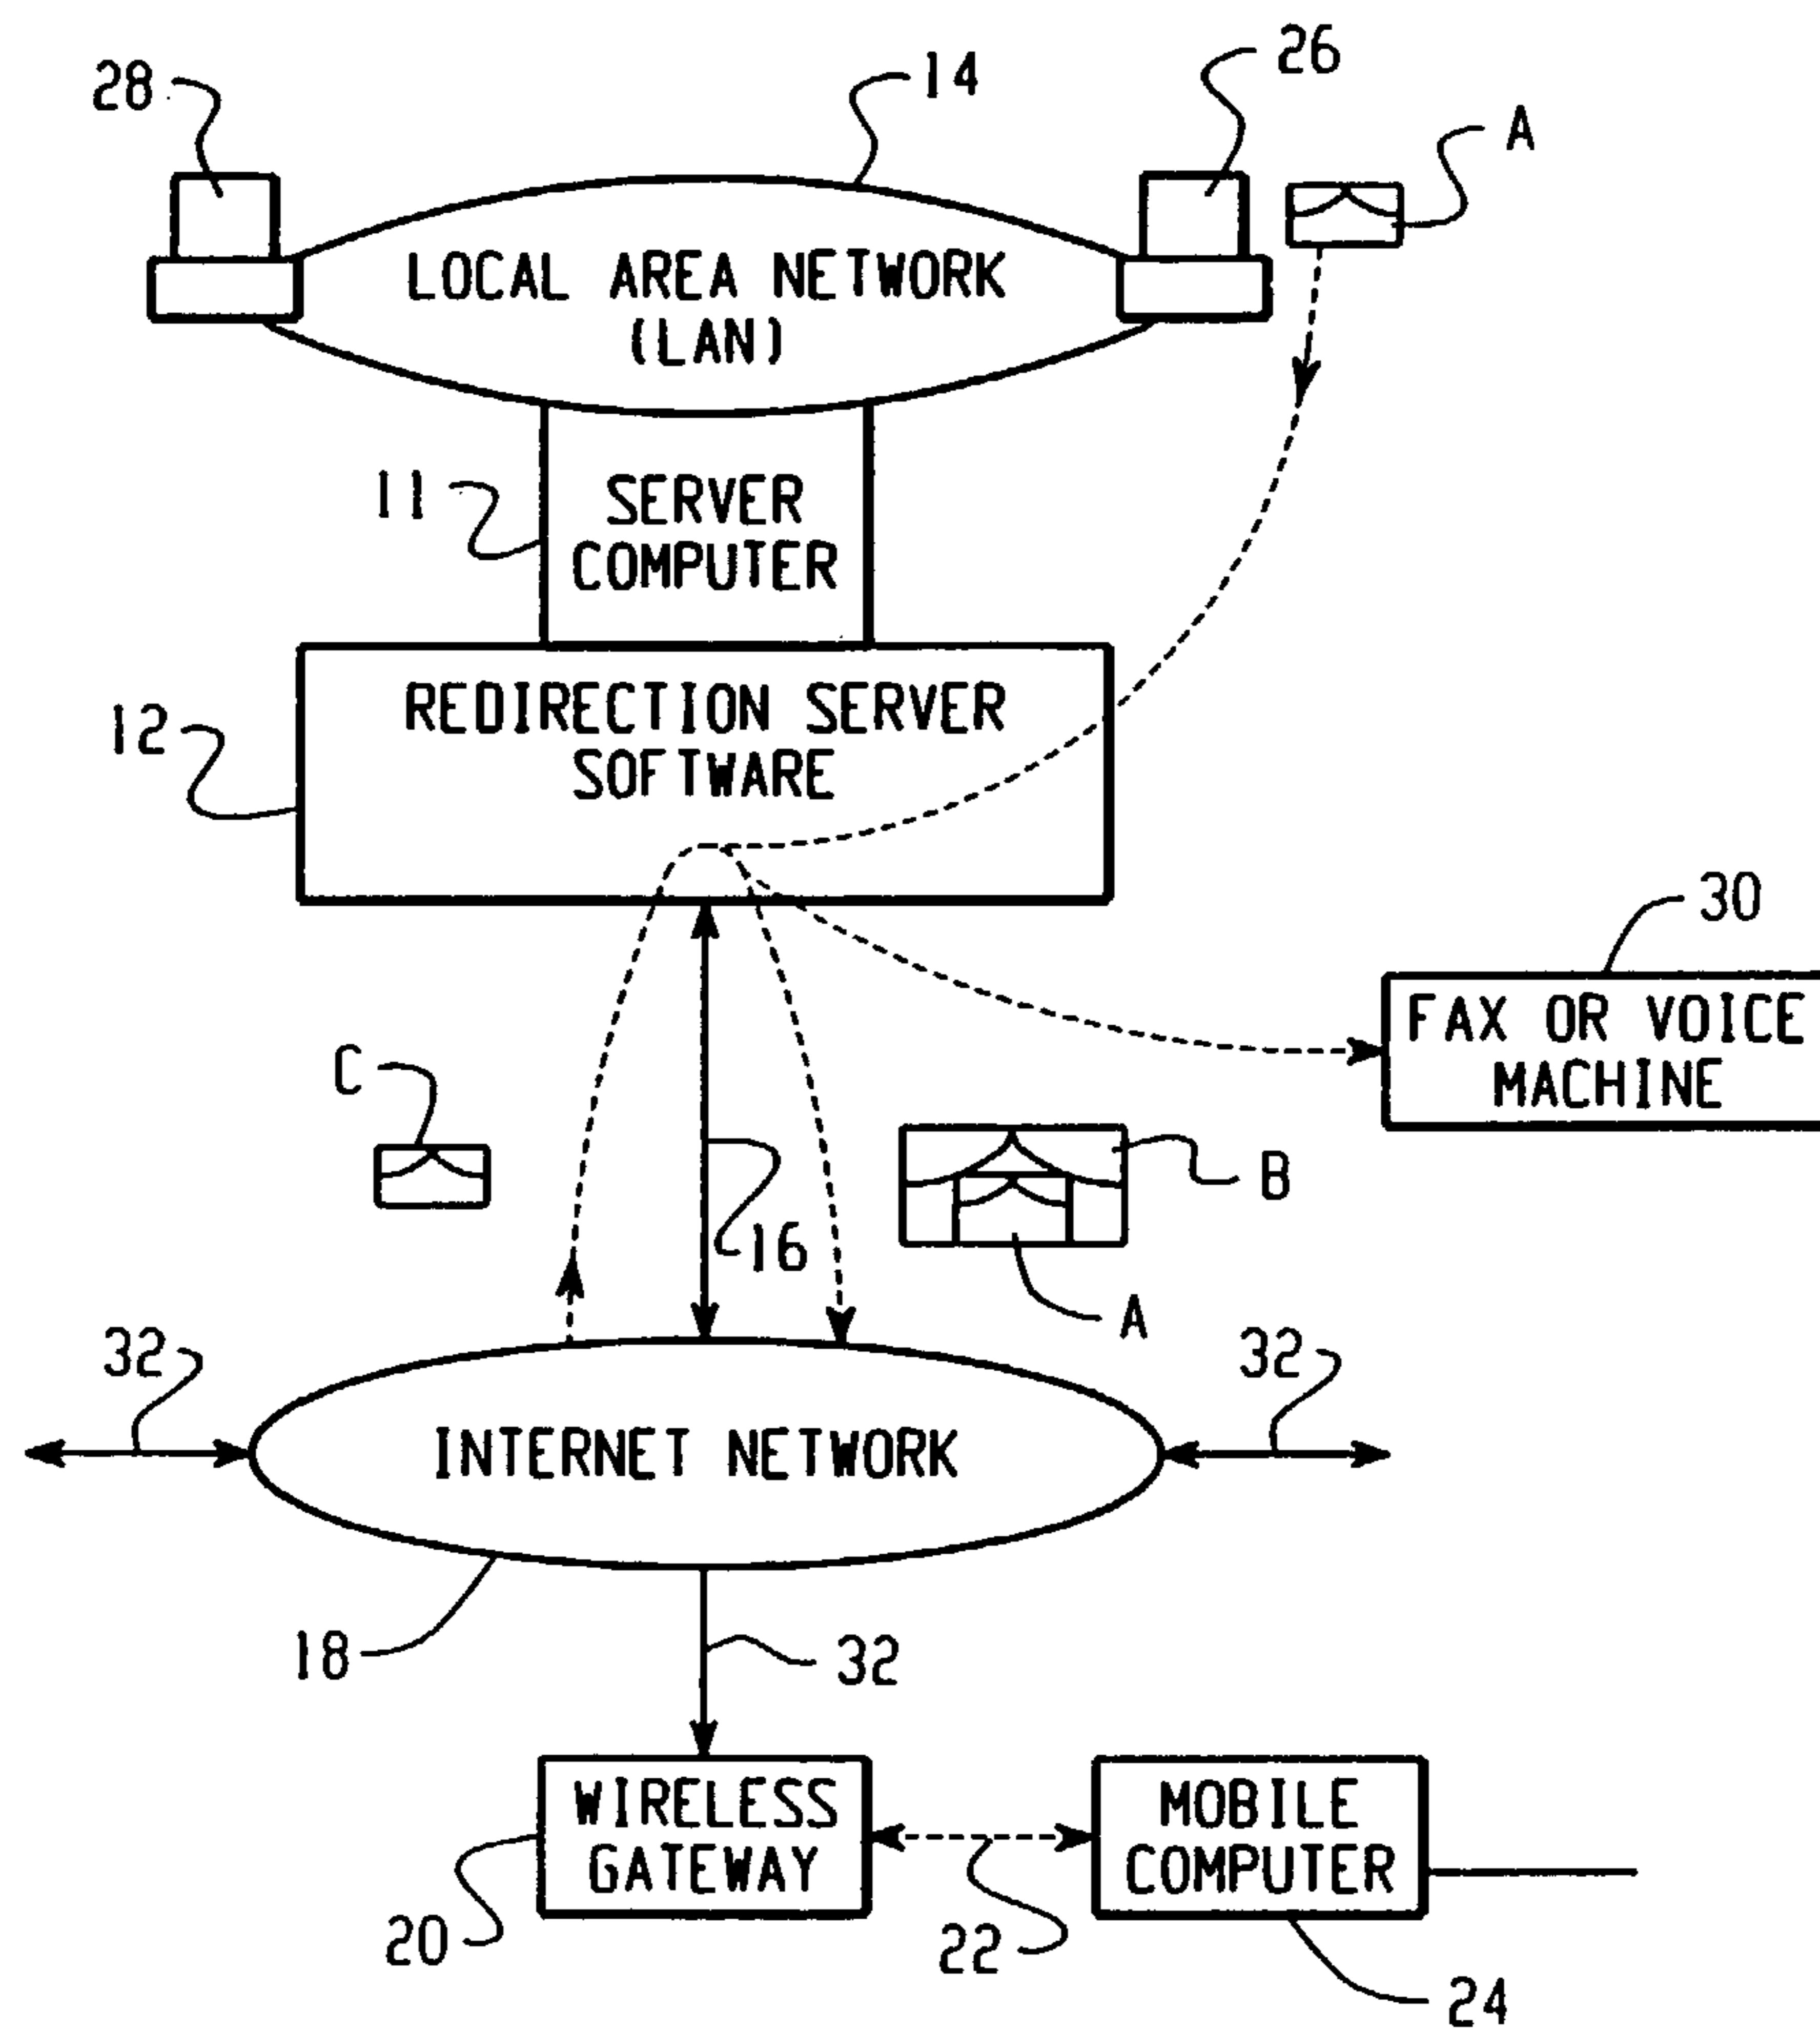 28
14
26
A
LOCAL AREA NETWORK
(LAN)
11
SERVER
COMPUTER
12
REDIRECTION SERVER
SOFTWARE
30
FAX OR VOICE
MACHINE
C
B
16
A
32
32
INTERNET NETWORK
18
32
WIRELESS
GATEWAY
MOBILE
COMPUTER
20
22
24